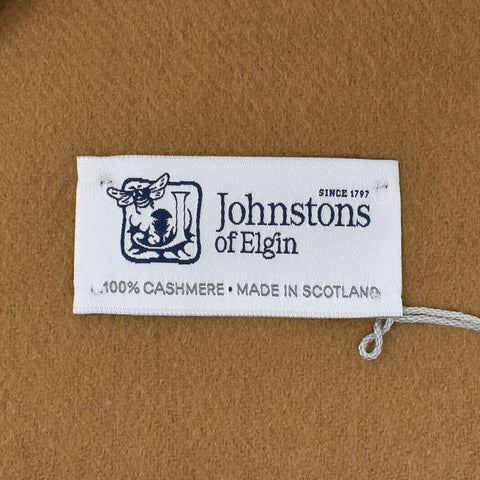 SINCE 1797
Johnstons
of Elgin
100% CASHMERE • MADE IN SCOTLAND